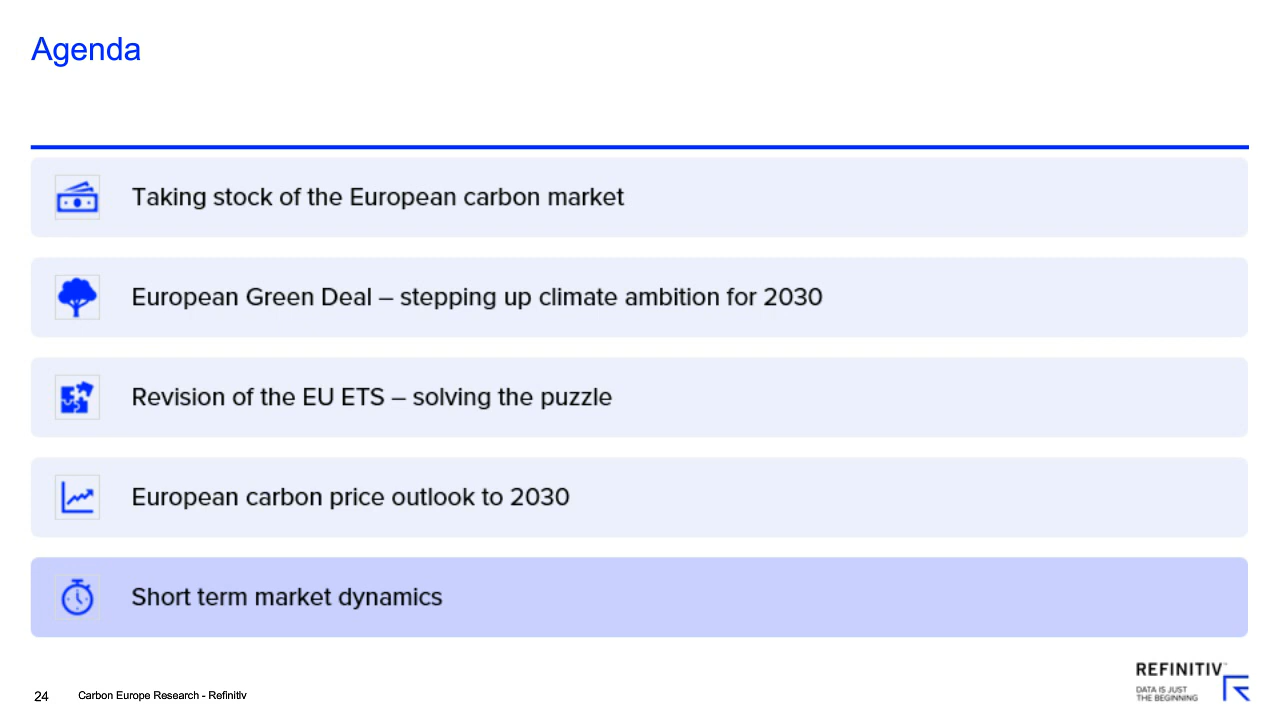 Agenda
Taking stock of the European carbon market
European Green Deal – stepping up climate ambition for 2030
Revision of the EU ETS – solving the puzzle
European carbon price outlook to 2030
Short term market dynamics
24 Carbon Europe Research - Refinitiv
REFINITIV™
DATA IS JUST
THE BEGINNING